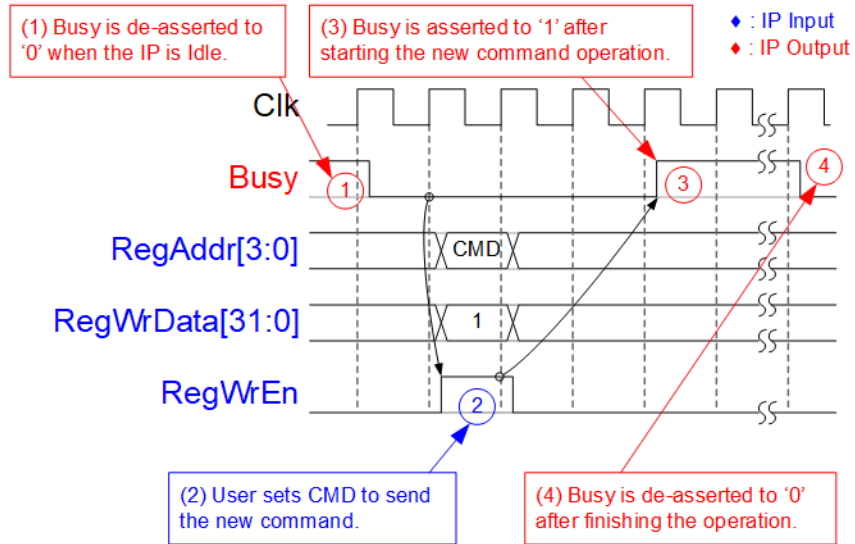 (1) Busy is de-asserted to
‘0’ when the IP is Idle.
(3) Busy is asserted to ‘1’ after
starting the new command operation.
♦ : IP Input
♦ : IP Output
Clk
Busy
1
3
4
RegAddr[3:0]
CMD
RegWrData[31:0]
1
RegWrEn
2
(2) User sets CMD to send
the new command.
(4) Busy is de-asserted to ‘0’
after finishing the operation.